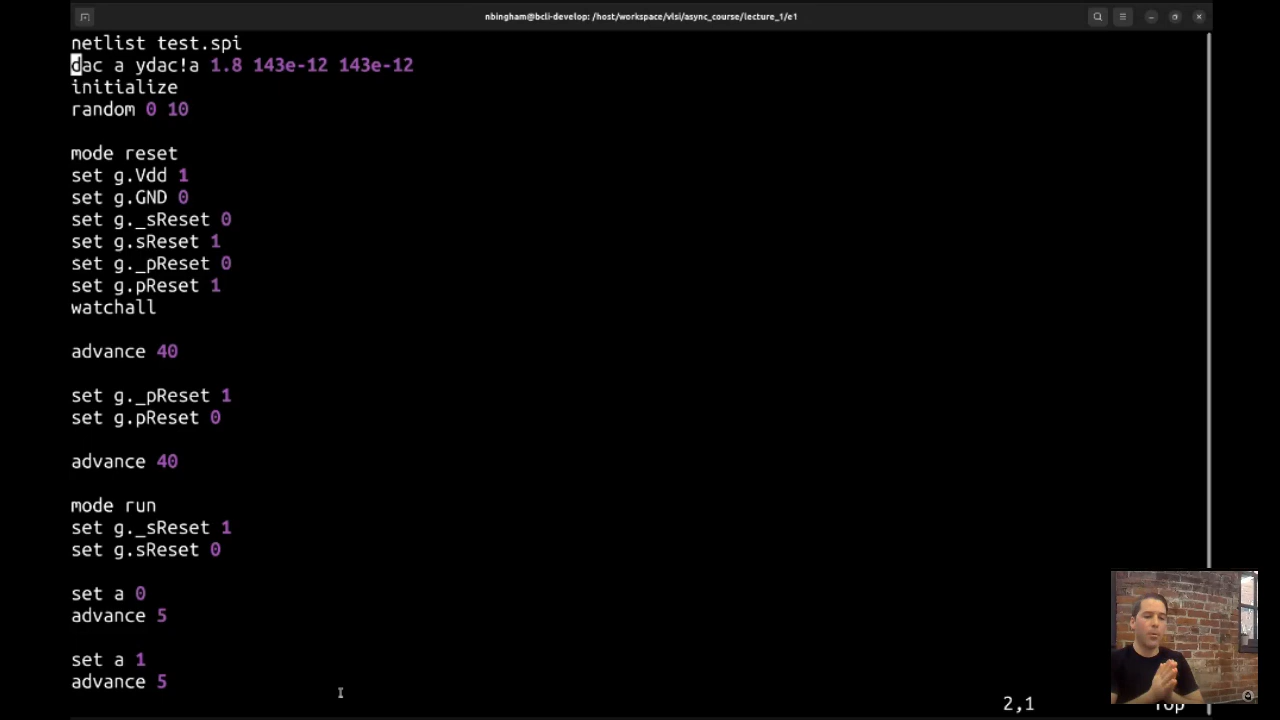 nbingham@bcli-develop: /host/workspace/vlsi/async_course/lecture_1/e1
netlist test.spi
dac a ydac!a 1.8 143e-12 143e-12
initialize
random 0 10
mode reset
set g.Vdd 1
set g.GND 0
set g._sReset 0
set g.sReset 1
set g._pReset 0
set g.pReset 1
watchall
advance 40
set g._pReset 1
set g.pReset 0
advance 40
mode run
set g._sReset 1
set g.sReset 0
set a 0
advance 5
set a 1
advance 5
2,1 Top